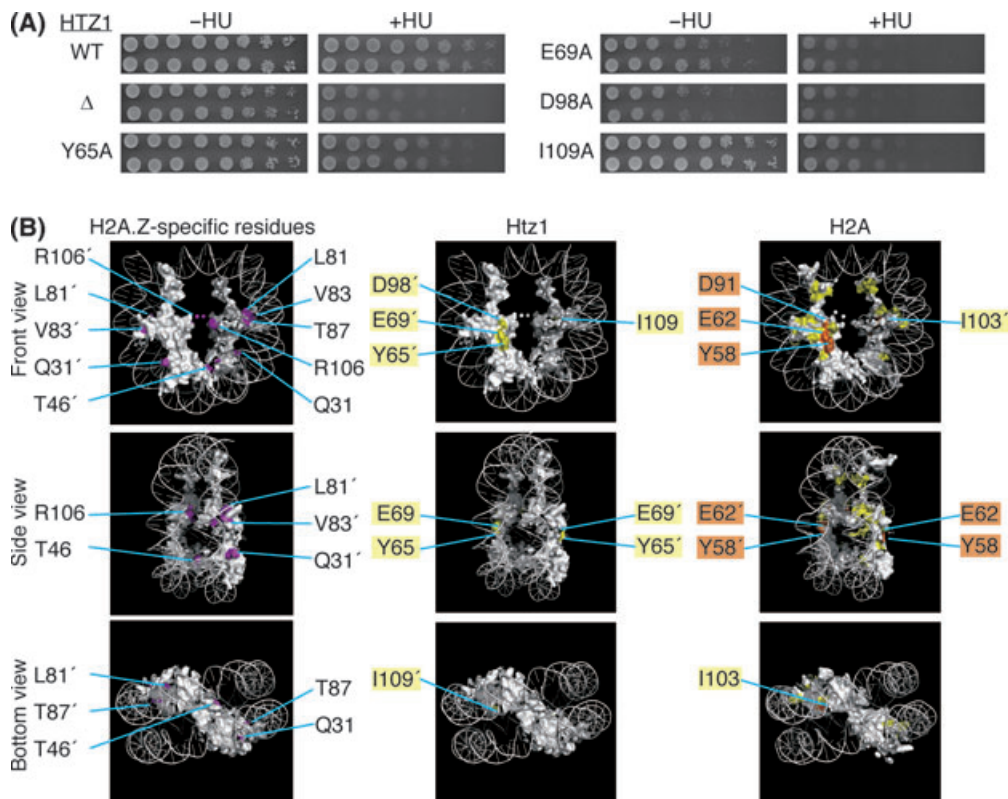 (A) HTZ1 −HU +HU −HU +HU
WT E69A
Δ D98A
Y65A I109A
(B) H2A.Z-specific residues Htz1 H2A
Front view
R106´ L81
L81´ V83
V83´ T87
Q31´ R106
T46´ Q31
D98´
E69´ I109
Y65´
D91
E62 I103´
Y58
Side view
R106 L81´
T46 V83´
Q31´
E69 E69´
Y65 Y65´
E62´ E62
Y58´ Y58
Bottom view
L81´ T87
T87´ Q31
T46´
I109´
I103